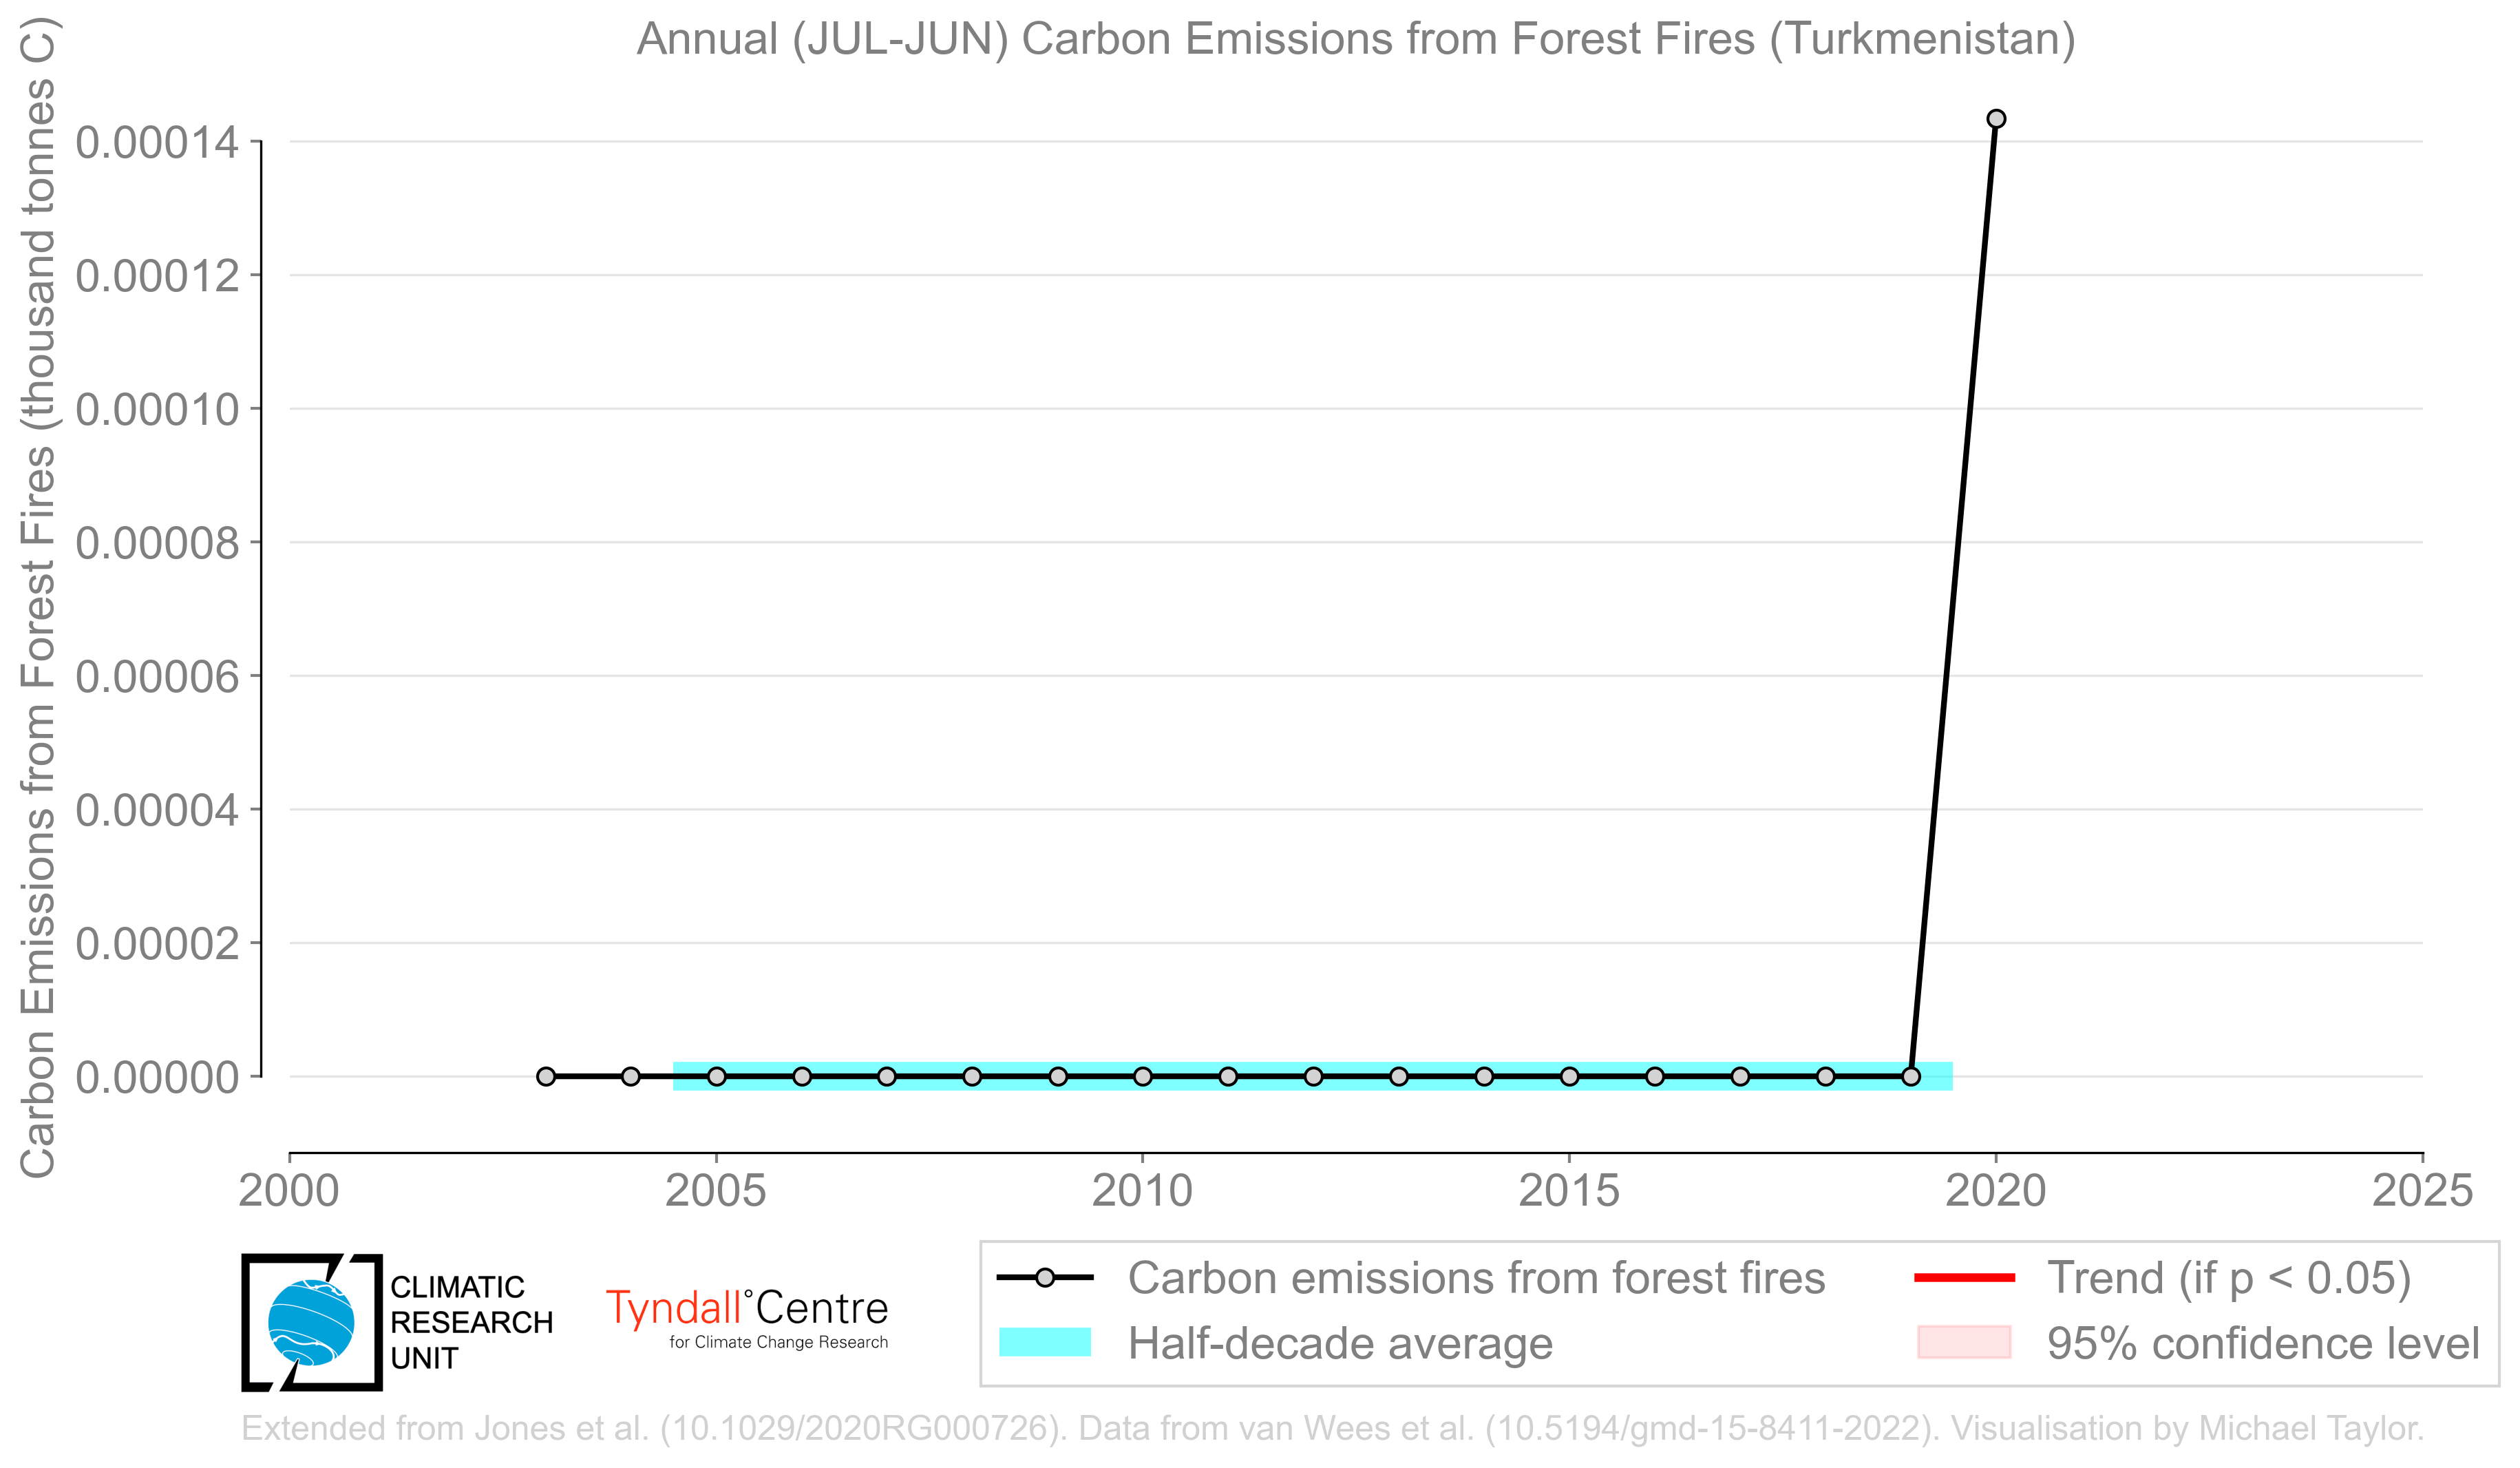 Annual (JUL-JUN) Carbon Emissions from Forest Fires (Turkmenistan)
Carbon Emissions from Forest Fires (thousand tonnes C)
0.00014
0.00012
0.00010
0.00008
0.00006
0.00004
0.00002
0.00000
2000 2005 2010 2015 2020 2025
CLIMATIC
RESEARCH
UNIT
Tyndall°Centre
for Climate Change Research
Carbon emissions from forest fires
Half-decade average
Trend (if p < 0.05)
95% confidence level
Extended from Jones et al. (10.1029/2020RG000726). Data from van Wees et al. (10.5194/gmd-15-8411-2022). Visualisation by Michael Taylor.